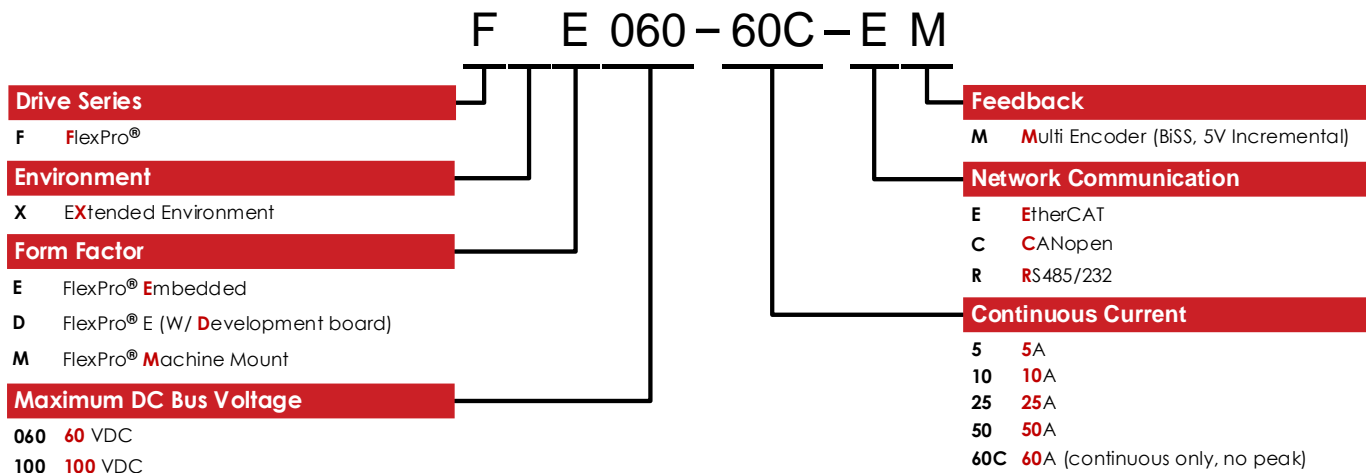 F E 060 – 60C – E M
Drive Series
F FlexPro®
Environment
X EXtended Environment
Form Factor
E FlexPro® Embedded
D FlexPro® E (W/ Development board)
M FlexPro® Machine Mount
Maximum DC Bus Voltage
060 60 VDC
100 100 VDC
Feedback
M Multi Encoder (BiSS, 5V Incremental)
Network Communication
E EtherCAT
C CANopen
R RS485/232
Continuous Current
5 5A
10 10A
25 25A
50 50A
60C 60A (continuous only, no peak)